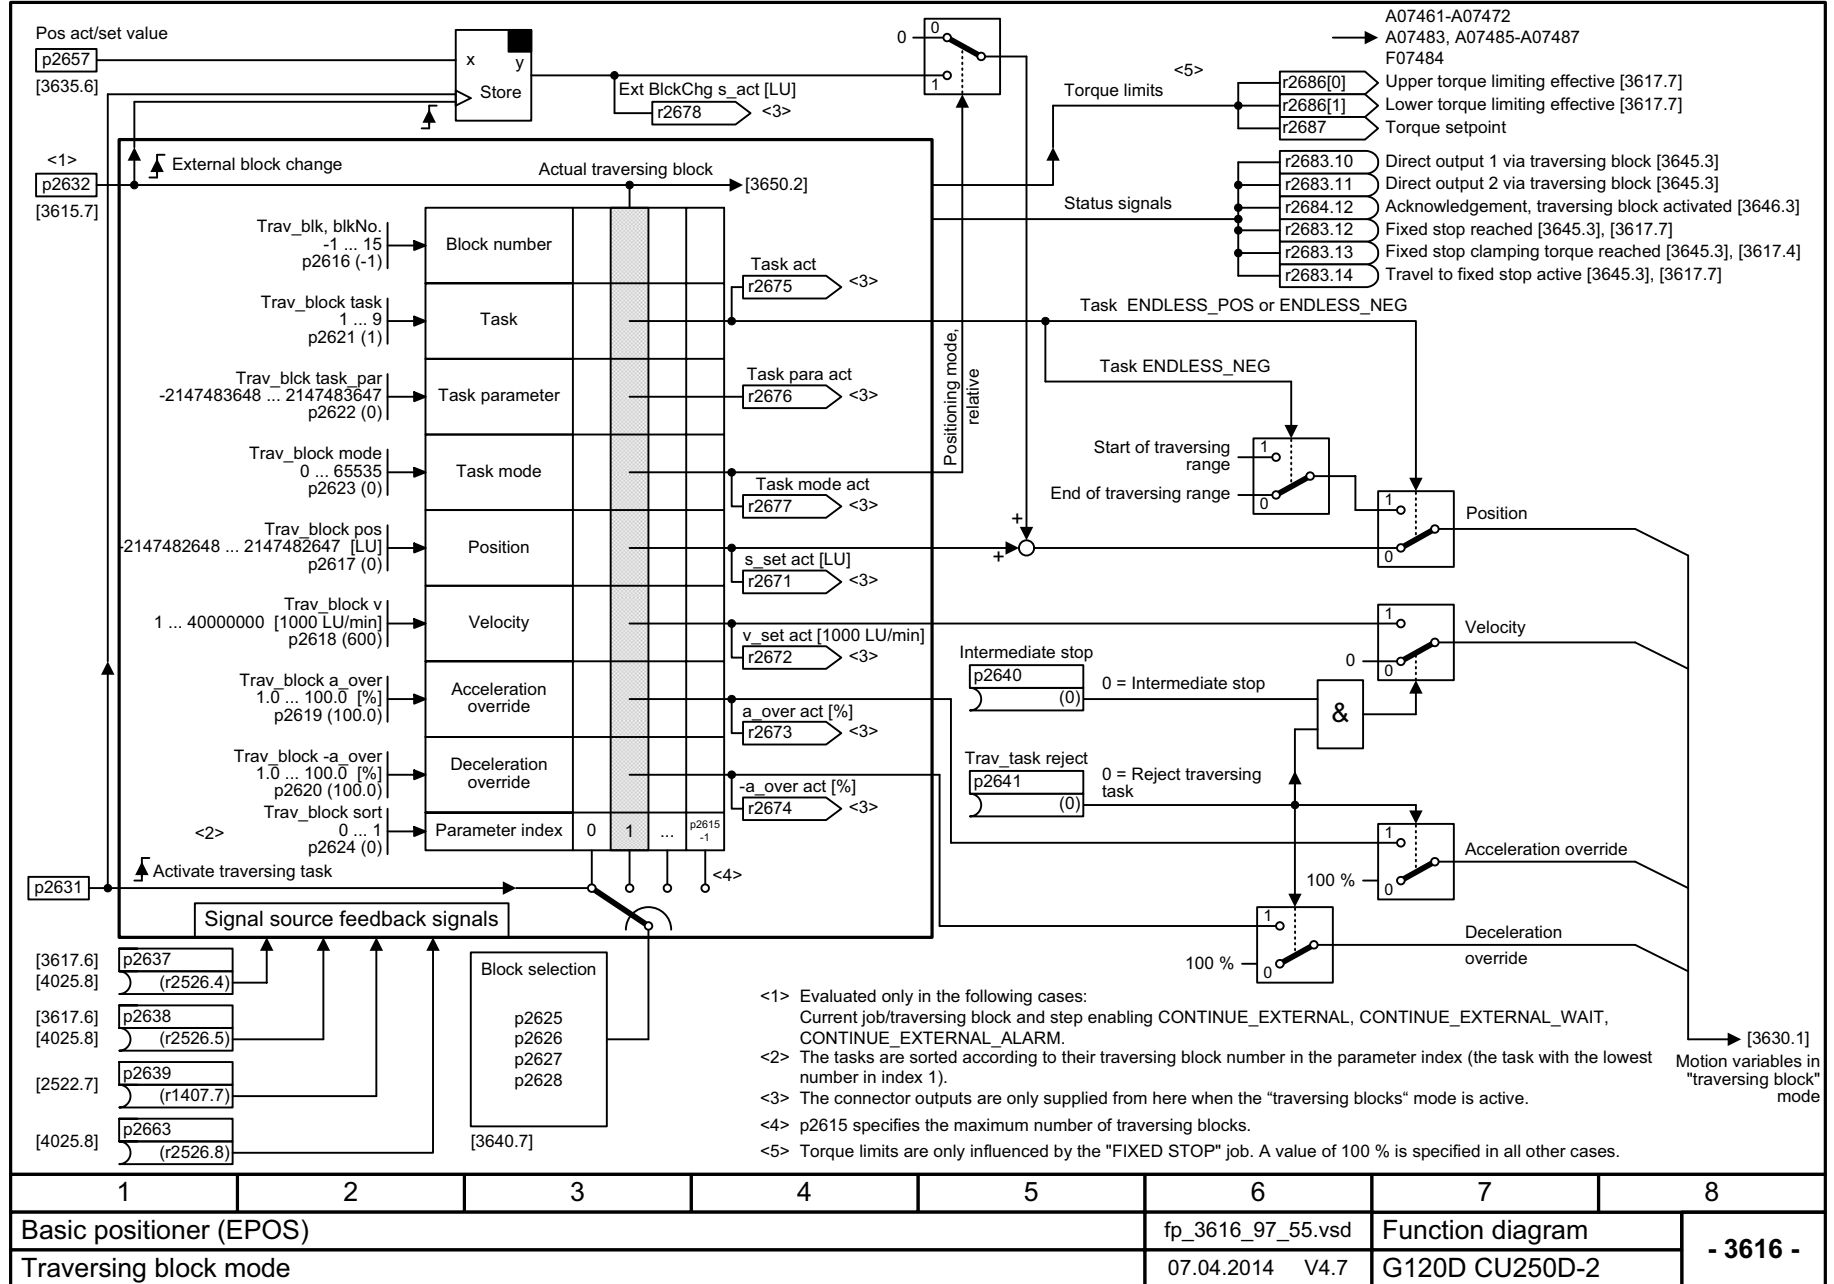 Pos act/set value
p2657
[3635.6]
x
y
Store
Ext BlckChg s_act [LU]
r2678
<3>
0
0
1
A07461-A07472
A07483, A07485-A07487
F07484
Torque limits
<5>
r2686[0]
Upper torque limiting effective [3617.7]
r2686[1]
Lower torque limiting effective [3617.7]
r2687
Torque setpoint
<1>
p2632
[3615.7]
External block change
Actual traversing block
[3650.2]
Status signals
r2683.10
Direct output 1 via traversing block [3645.3]
r2683.11
Direct output 2 via traversing block [3645.3]
r2684.12
Acknowledgement, traversing block activated [3646.3]
r2683.12
Fixed stop reached [3645.3], [3617.7]
r2683.13
Fixed stop clamping torque reached [3645.3], [3617.4]
r2683.14
Travel to fixed stop active [3645.3], [3617.7]
Trav_blk, blkNo.
-1 ... 15
p2616 (-1)
Block number
Trav_block task
1 ... 9
p2621 (1)
Task
Task act
r2675
<3>
Task ENDLESS_POS or ENDLESS_NEG
Task ENDLESS_NEG
Trav_blck task_par
-2147483648 ... 2147483647
p2622 (0)
Task parameter
Task para act
r2676
<3>
Positioning mode,
relative
Trav_block mode
0 ... 65535
p2623 (0)
Task mode
Task mode act
r2677
<3>
Start of traversing
range
End of traversing range
1
0
1
0
Position
Trav_block pos
-2147482648 ... 2147482647 [LU]
p2617 (0)
Position
s_set act [LU]
r2671
<3>
+
+
Trav_block v
1 ... 40000000 [1000 LU/min]
p2618 (600)
Velocity
v_set act [1000 LU/min]
r2672
<3>
1
0
0
Velocity
Intermediate stop
p2640
(0)
0 = Intermediate stop
&
Trav_block a_over
1.0 ... 100.0 [%]
p2619 (100.0)
Acceleration
override
a_over act [%]
r2673
<3>
Trav_task reject
p2641
(0)
0 = Reject traversing
task
Trav_block -a_over
1.0 ... 100.0 [%]
p2620 (100.0)
Deceleration
override
-a_over act [%]
r2674
<3>
1
100 %
0
Acceleration override
<2>
Trav_block sort
0 ... 1
p2624 (0)
Parameter index
0
1
...
p2615
-1
<4>
p2631
Activate traversing task
Signal source feedback signals
1
100 %
0
Deceleration
override
[3617.6]
[4025.8]
p2637
(r2526.4)
[3617.6]
[4025.8]
p2638
(r2526.5)
[2522.7]
p2639
(r1407.7)
[4025.8]
p2663
(r2526.8)
Block selection
p2625
p2626
p2627
p2628
[3640.7]
<1> Evaluated only in the following cases:
Current job/traversing block and step enabling CONTINUE_EXTERNAL, CONTINUE_EXTERNAL_WAIT,
CONTINUE_EXTERNAL_ALARM.
<2> The tasks are sorted according to their traversing block number in the parameter index (the task with the lowest
number in index 1).
<3> The connector outputs are only supplied from here when the “traversing blocks“ mode is active.
<4> p2615 specifies the maximum number of traversing blocks.
<5> Torque limits are only influenced by the "FIXED STOP" job. A value of 100 % is specified in all other cases.
[3630.1]
Motion variables in
"traversing block"
mode
1 2 3 4 5 6 7 8
Basic positioner (EPOS)
fp_3616_97_55.vsd
Function diagram
- 3616 -
Traversing block mode
07.04.2014 V4.7
G120D CU250D-2